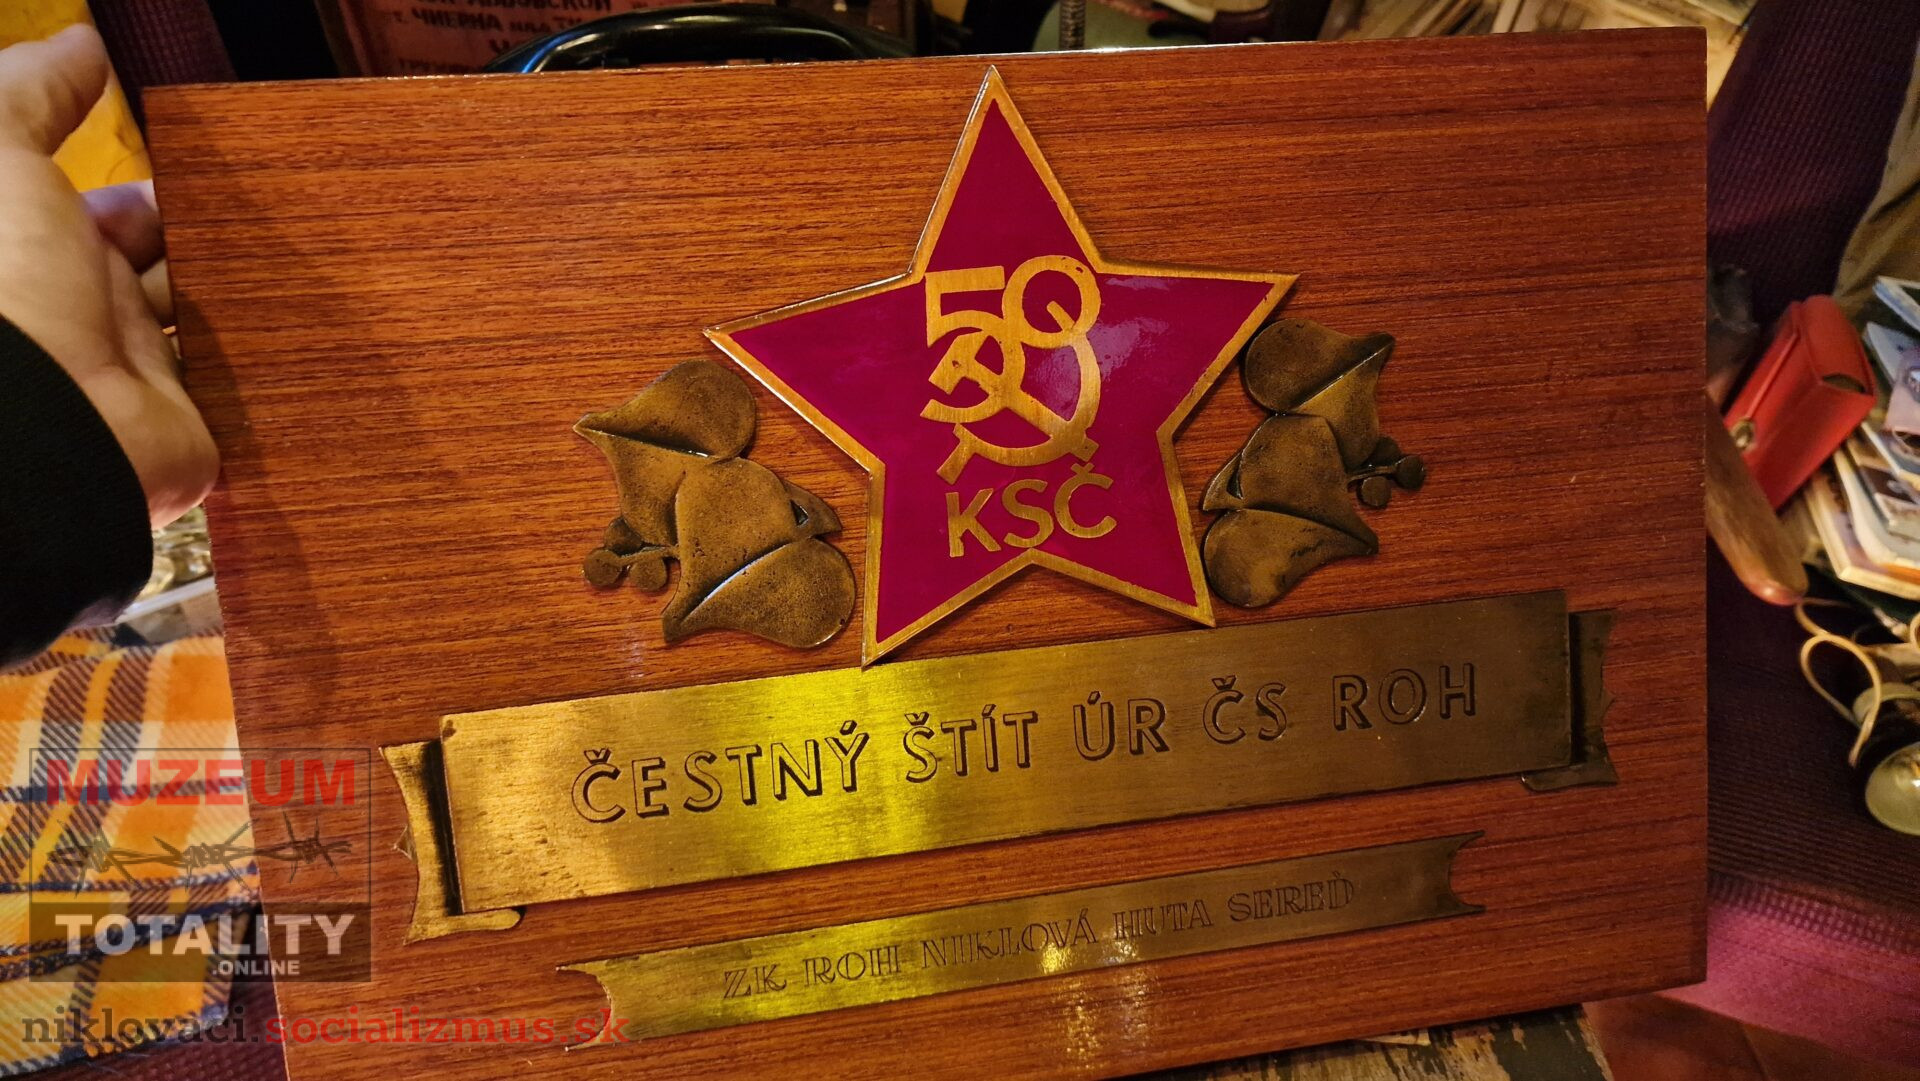 50
KSČ
ČESTNÝ ŠTÍT ÚR ČS ROH
ZK ROH NIKLOVÁ HUTA SEREĎ
MUZEUM
TOTALITY
.ONLINE
niklovaci.socializmus.sk